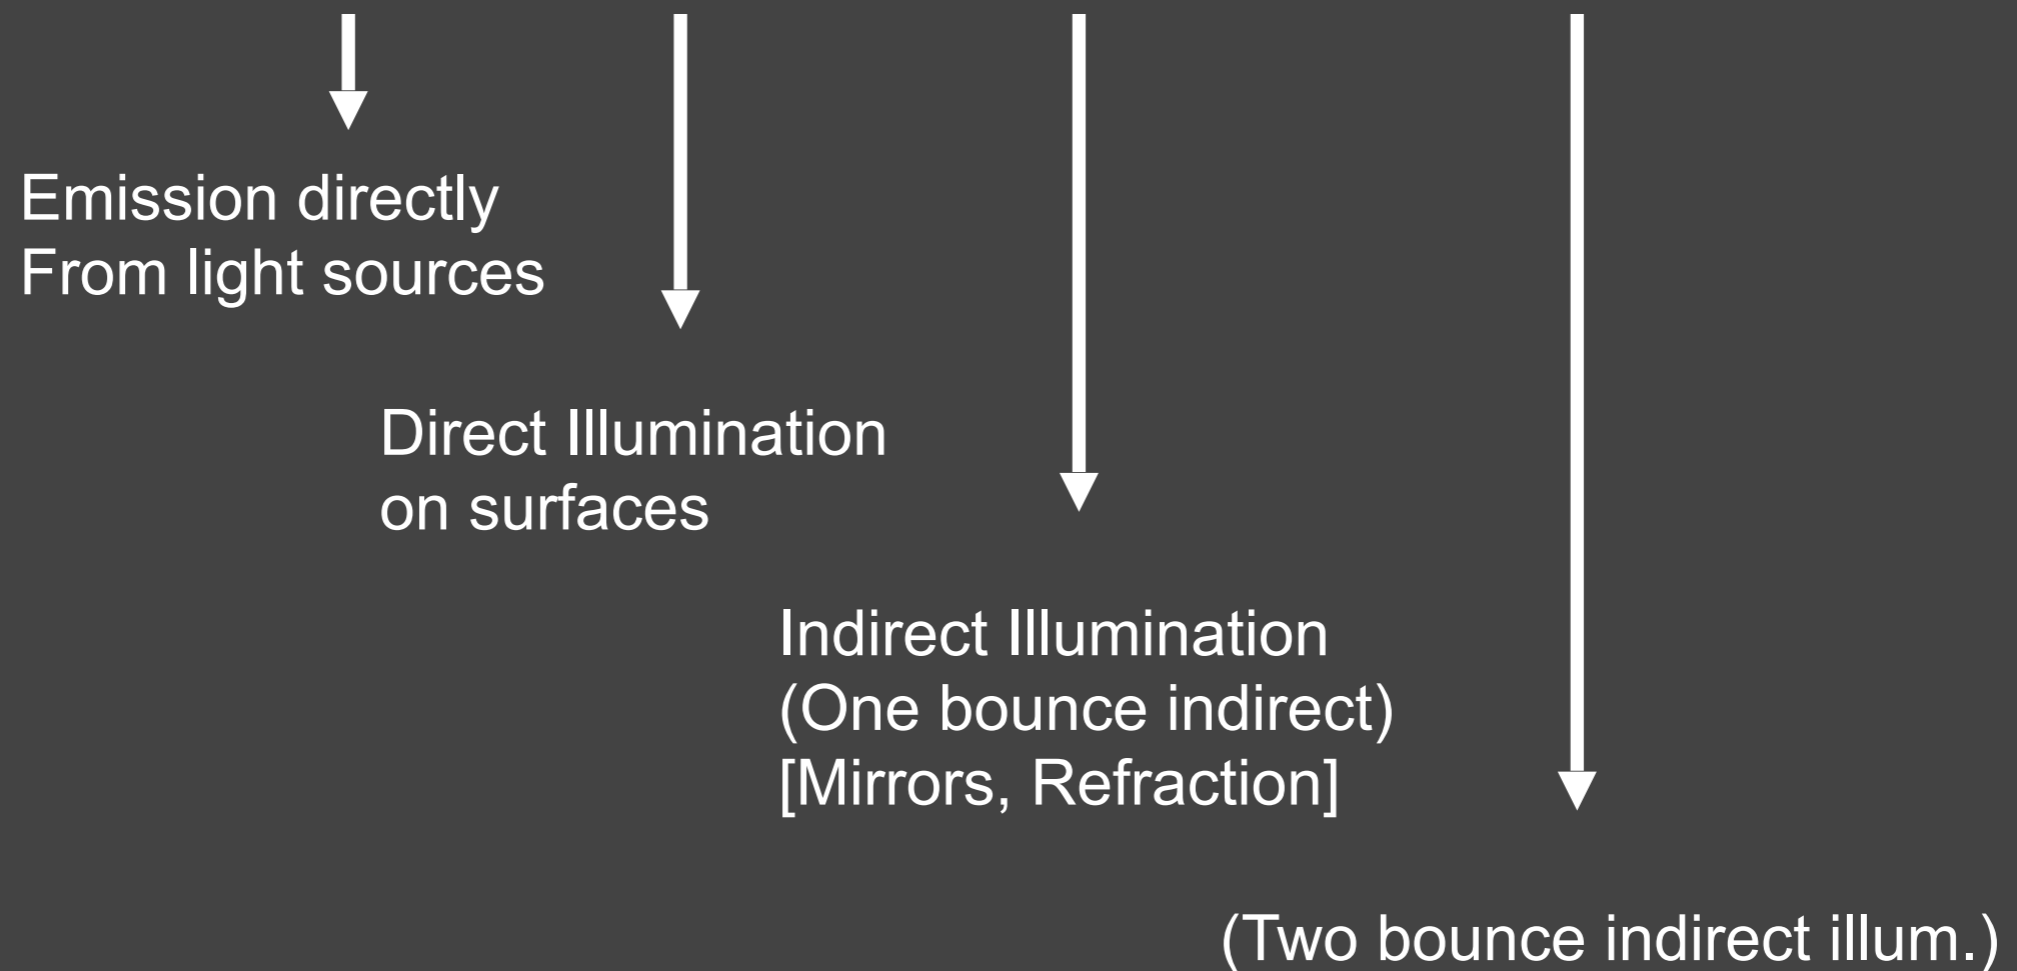 Emission directly
From light sources
Direct Illumination
on surfaces
Indirect Illumination
(One bounce indirect)
[Mirrors, Refraction]
(Two bounce indirect illum.)